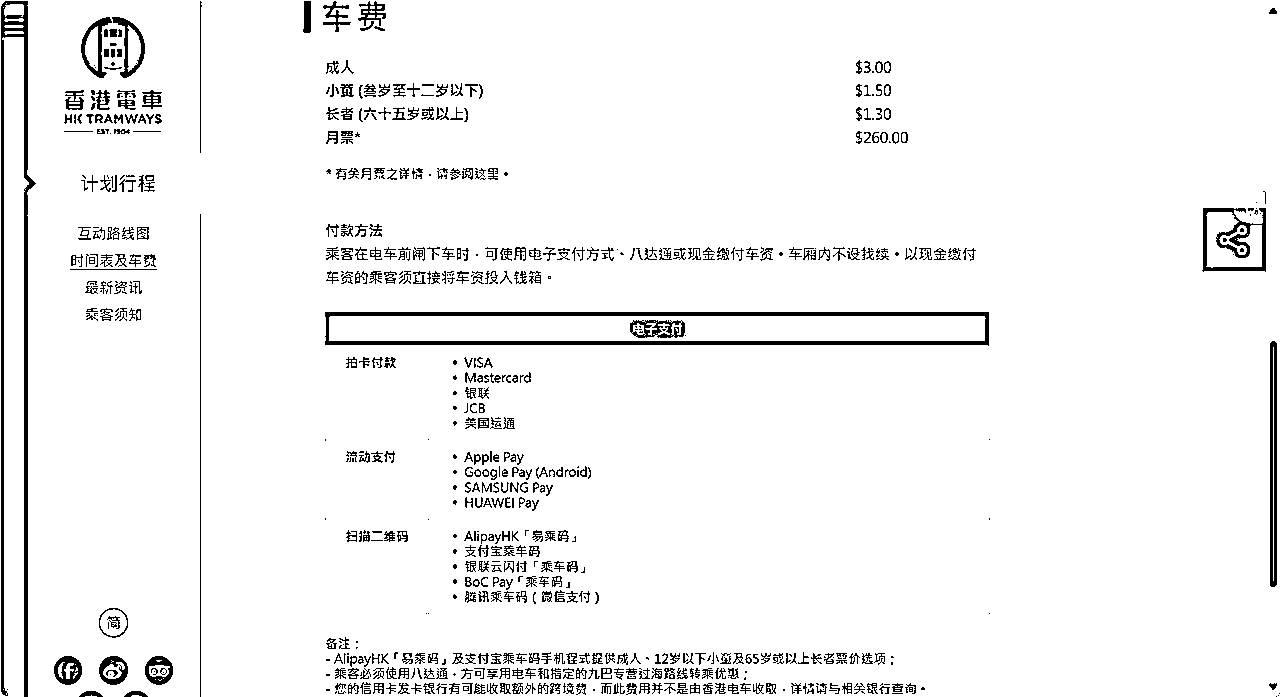 香港電車
HK TRAMWAYS
EST. 1904
计划行程
互动路线图
时间表及车费
最新资讯
乘客须知
简
车费
成人 $3.00
小童 (叁岁至十二岁以下) $1.50
长者 (六十五岁或以上) $1.30
月票* $260.00
* 有关月票之详情，请参阅这里。
付款方法
乘客在电车前闸下车时，可使用电子支付方式、八达通或现金缴付车资。车厢内不设找续。以现金缴付
车资的乘客须直接将车资投入钱箱。
电子支付
拍卡付款
• VISA
• Mastercard
• 银联
• JCB
• 美国运通
流动支付
• Apple Pay
• Google Pay (Android)
• SAMSUNG Pay
• HUAWEI Pay
扫描二维码
• AlipayHK「易乘码」
• 支付宝乘车码
• 银联云闪付「乘车码」
• BoC Pay「乘车码」
• 腾讯乘车码 ( 微信支付 )
备注：
- AlipayHK「易乘码」及支付宝乘车码手机程式提供成人、12岁以下小童及65岁或以上长者票价选项；
- 乘客必须使用八达通，方可享用电车和指定的九巴专营过海路线转乘优惠；
- 您的信用卡发卡银行有可能收取额外的跨境费，而此费用并不是由香港电车收取，详情请与相关银行查询。